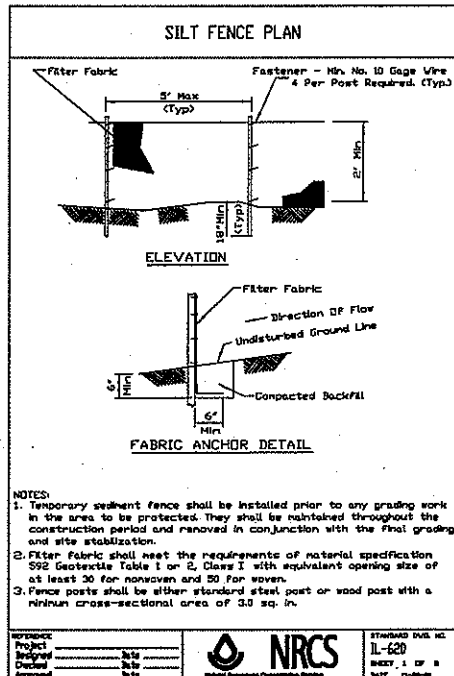 SILT FENCE PLAN
Filter Fabric
Fastener - Min. No. 10 Gage Wire
4 Per Post Required. (Typ.)
5' Max
(Typ)
2' Min
18" Min
(Typ)
ELEVATION
Filter Fabric
Direction Of Flow
Undisturbed Ground Line
6"
Min
Compacted Backfill
6"
Min
FABRIC ANCHOR DETAIL
NOTES:
1. Temporary sediment fence shall be installed prior to any grading work
in the area to be protected. They shall be maintained throughout the
construction period and removed in conjunction with the final grading
and site stabilization.
2. Filter fabric shall meet the requirements of material specification
592 Geotextile Table 1 or 2, Class I with equivalent opening size of
at least 30 for nonwoven and 50 for woven.
3. Fence posts shall be either standard steel post or wood post with a
minimum cross-sectional area of 3.0 sq. in.
REFERENCE
Project
Designed Date
Checked Date
Approved Date
NRCS
Natural Resources Conservation Service
STANDARD DWG. NO.
IL-620
SHEET 1 OF
DATE